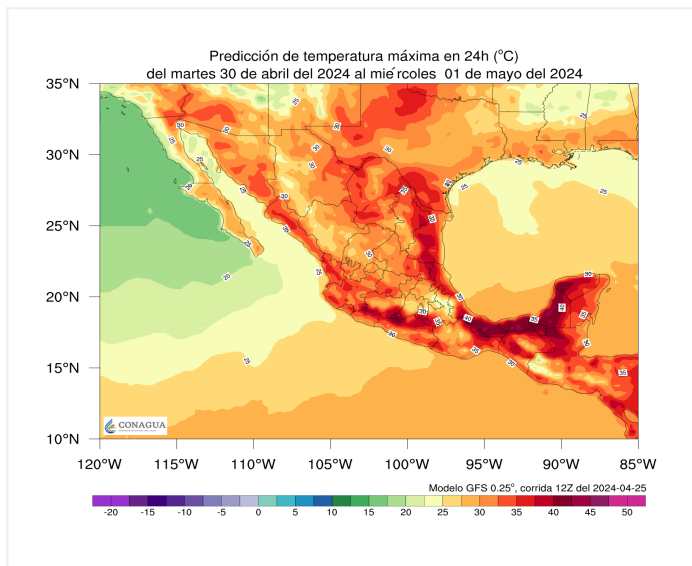 Predicción de temperatura máxima en 24h (°C)
del martes 30 de abril del 2024 al miércoles 01 de mayo del 2024
35°N
30°N
25°N
20°N
15°N
10°N
120°W 115°W 110°W 105°W 100°W 95°W 90°W 85°W
CONAGUA
Modelo GFS 0.25°, corrida 12Z del 2024-04-25
-20 -15 -10 -5 0 5 10 15 20 25 30 35 40 45 50